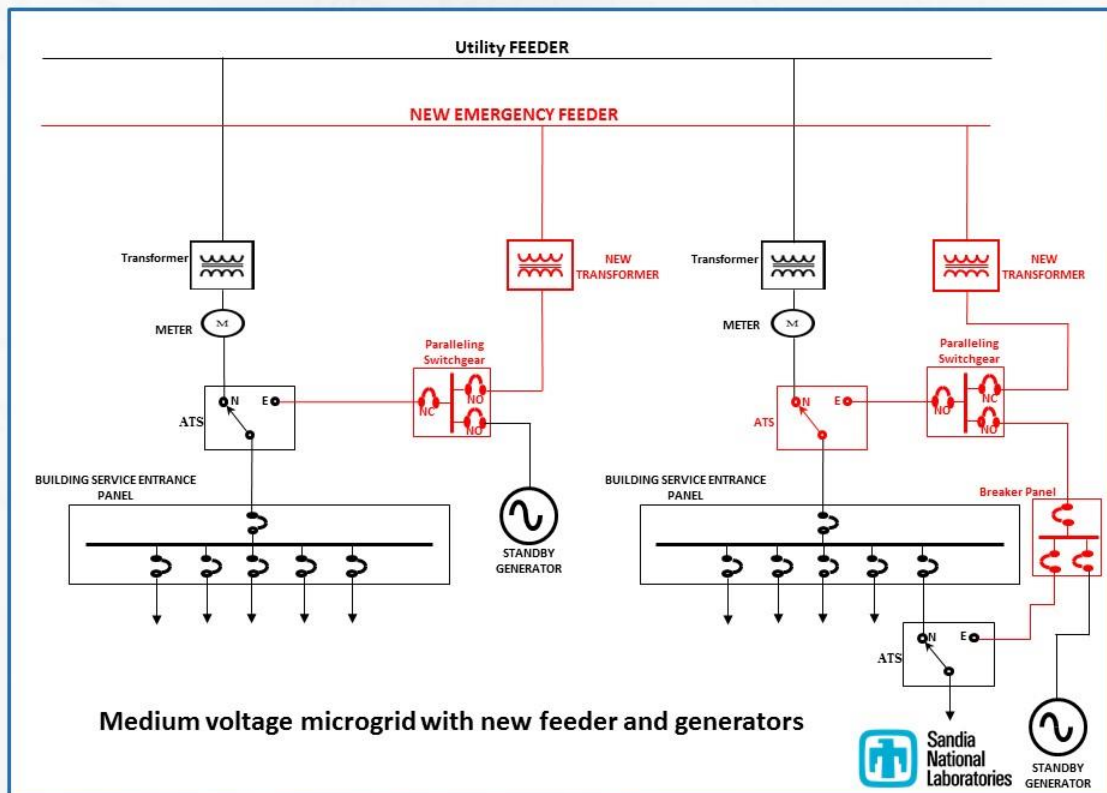 Utility FEEDER
NEW EMERGENCY FEEDER
Transformer
NEW
TRANSFORMER
Transformer
NEW
TRANSFORMER
METER
M
METER
M
Paralleling
Switchgear
Paralleling
Switchgear
NC
NO
NO
NO
NC
NO
ATS
N
E
ATS
N
E
BUILDING SERVICE ENTRANCE
PANEL
BUILDING SERVICE ENTRANCE
PANEL
Breaker Panel
STANDBY
GENERATOR
ATS
N
E
Medium voltage microgrid with new feeder and generators
Sandia
National
Laboratories
STANDBY
GENERATOR